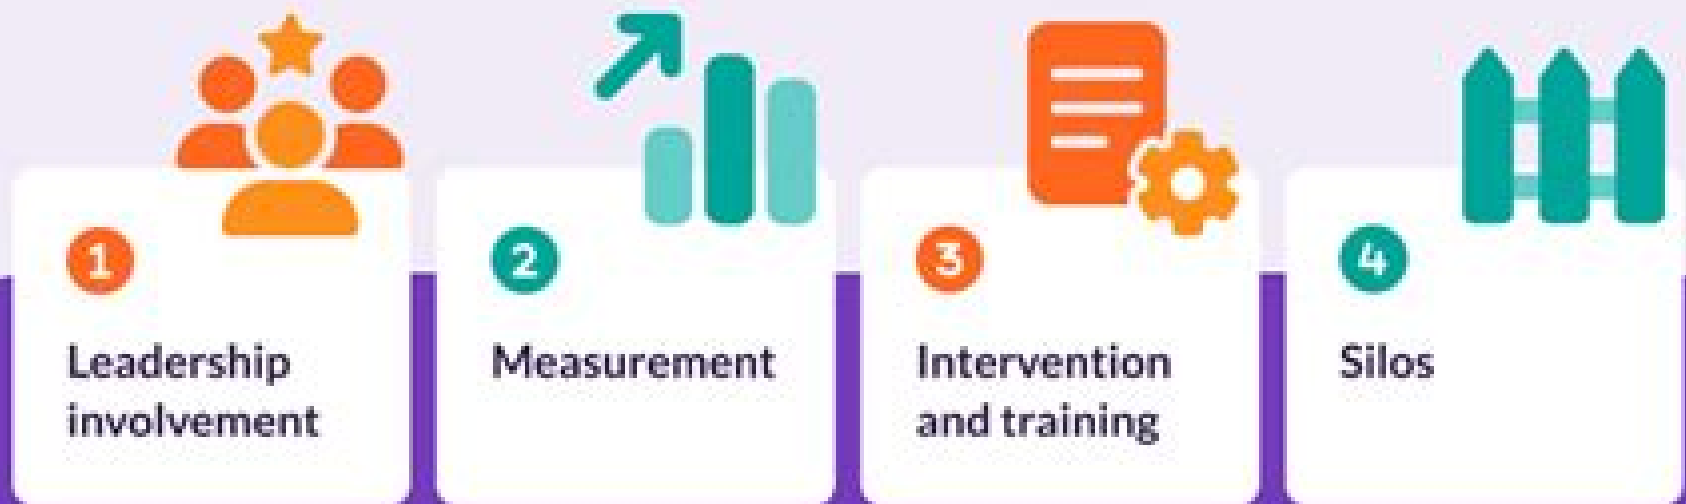 1
Leadership
involvement
2
Measurement
3
Intervention
and training
4
Silos